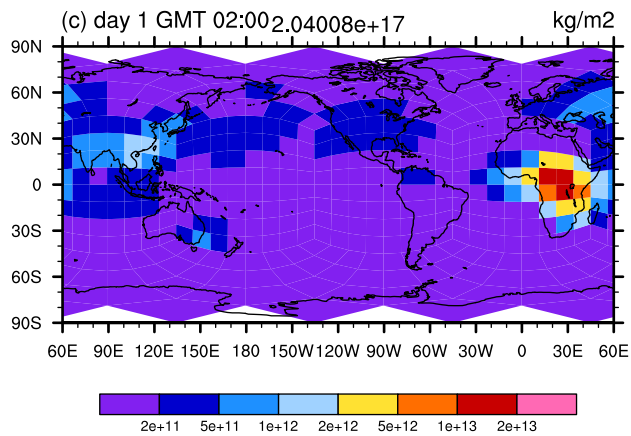 (c) day 1 GMT 02:00 2.04008e+17 kg/m2
90N
60N
30N
0
30S
60S
90S
60E 90E 120E 150E 180 150W 120W 90W 60W 30W 0 30E 60E
2e+11 5e+11 1e+12 2e+12 5e+12 1e+13 2e+13